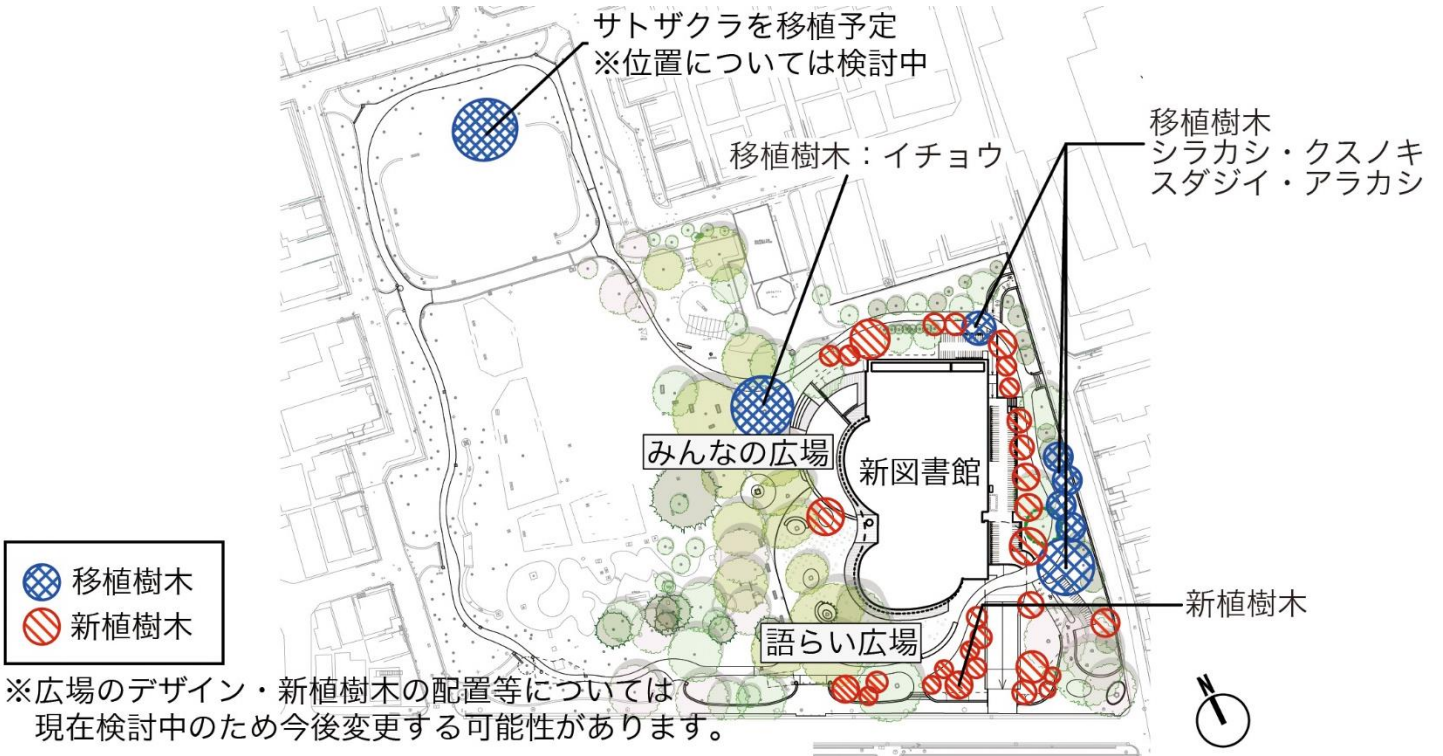 サトザクラを移植予定
※位置については検討中
移植樹木：イチョウ
移植樹木
シラカシ・クスノキ
スダジイ・アラカシ
みんなの広場
新図書館
語らい広場
新植樹木
移植樹木
新植樹木
※広場のデザイン・新植樹木の配置等については
現在検討中のため今後変更する可能性があります。
N